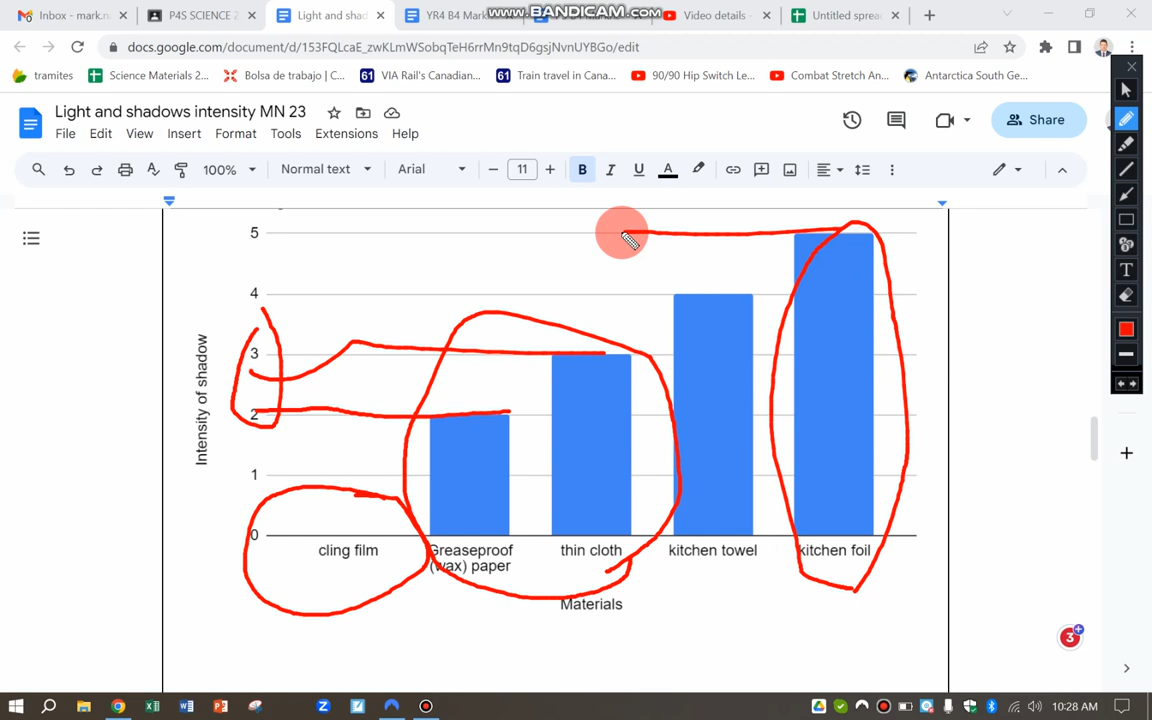 www.BANDICAM.com
Inbox - mark.n
P4S SCIENCE 2
Light and shad
YR4 B4 Mark
Video details -
Untitled sprea
docs.google.com/document/d/153FQLcaE_zwKLmWSobqTeH6rrMn9tqD6gsjNvnUYBGo/edit
tramites
Science Materials 2...
Bolsa de trabajo | C...
VIA Rail's Canadian...
Train travel in Cana...
90/90 Hip Switch Le...
Combat Stretch An...
Antarctica South Ge...
Light and shadows intensity MN 23
File Edit View Insert Format Tools Extensions Help
Share
100%
Normal text
Arial
11
B I U A
5
4
3
2
1
0
Intensity of shadow
cling film
Greaseproof
(wax) paper
thin cloth
kitchen towel
kitchen foil
Materials
T
3
10:28 AM